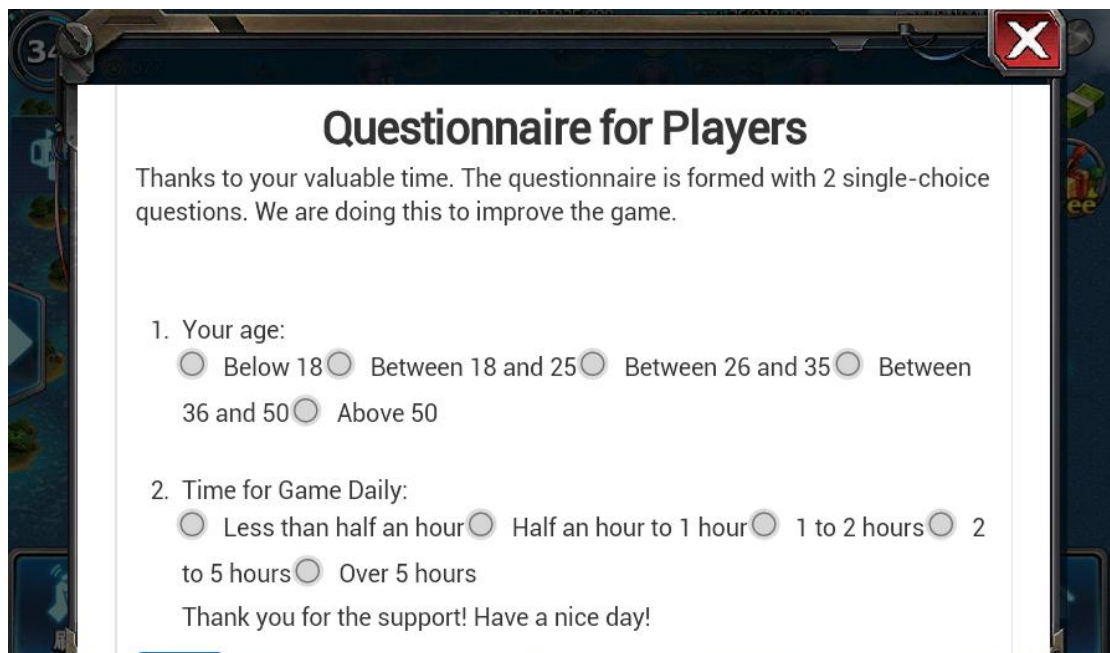 34
Questionnaire for Players
Thanks to your valuable time. The questionnaire is formed with 2 single-choice
questions. We are doing this to improve the game.
1. Your age:
Below 18 Between 18 and 25 Between 26 and 35 Between
36 and 50 Above 50
2. Time for Game Daily:
Less than half an hour Half an hour to 1 hour 1 to 2 hours 2
to 5 hours Over 5 hours
Thank you for the support! Have a nice day!